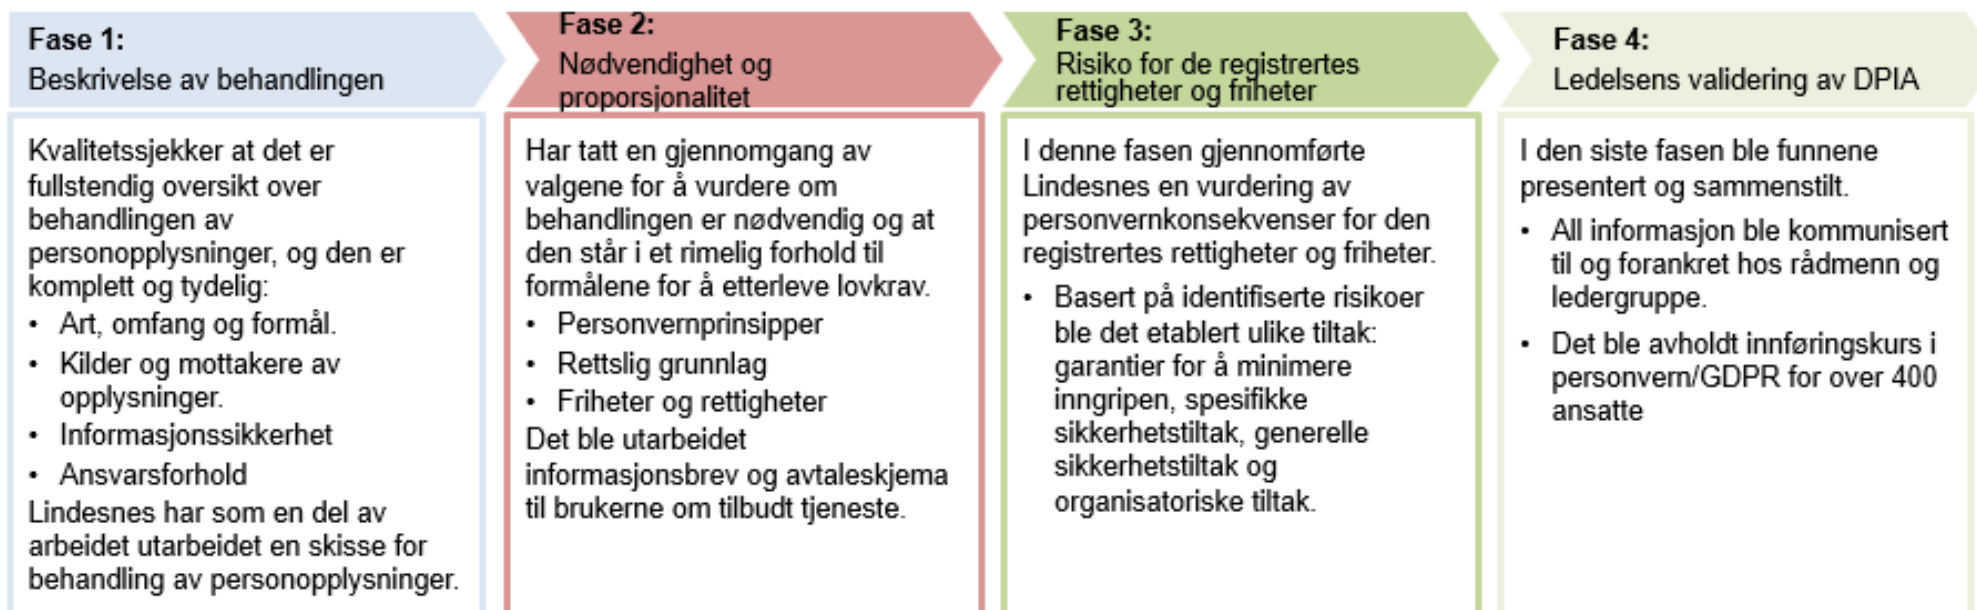 Fase 1:
Beskrivelse av behandlingen
Kvalitetssjekker at det er
fullstendig oversikt over
behandlingen av
personopplysninger, og den er
komplett og tydelig:
• Art, omfang og formål.
• Kilder og mottakere av
opplysninger.
• Informasjonssikkerhet
• Ansvarsforhold
Lindesnes har som en del av
arbeidet utarbeidet en skisse for
behandling av personopplysninger.
Fase 2:
Nødvendighet og
proporsjonalitet
Har tatt en gjennomgang av
valgene for å vurdere om
behandlingen er nødvendig og at
den står i et rimelig forhold til
formålene for å etterleve lovkrav.
• Personvernprinsipper
• Rettslig grunnlag
• Friheter og rettigheter
Det ble utarbeidet
informasjonsbrev og avtaleskjema
til brukerne om tilbudt tjeneste.
Fase 3:
Risiko for de registrertes
rettigheter og friheter
I denne fasen gjennomførte
Lindesnes en vurdering av
personvernkonsekvenser for den
registrertes rettigheter og friheter.
• Basert på identifiserte risikoer
ble det etablert ulike tiltak:
garantier for å minimere
inngripen, spesifikke
sikkerhetstiltak, generelle
sikkerhetstiltak og
organisatoriske tiltak.
Fase 4:
Ledelsens validering av DPIA
I den siste fasen ble funnene
presentert og sammenstilt.
• All informasjon ble kommunisert
til og forankret hos rådmenn og
ledergruppe.
• Det ble avholdt innføringskurs i
personvern/GDPR for over 400
ansatte